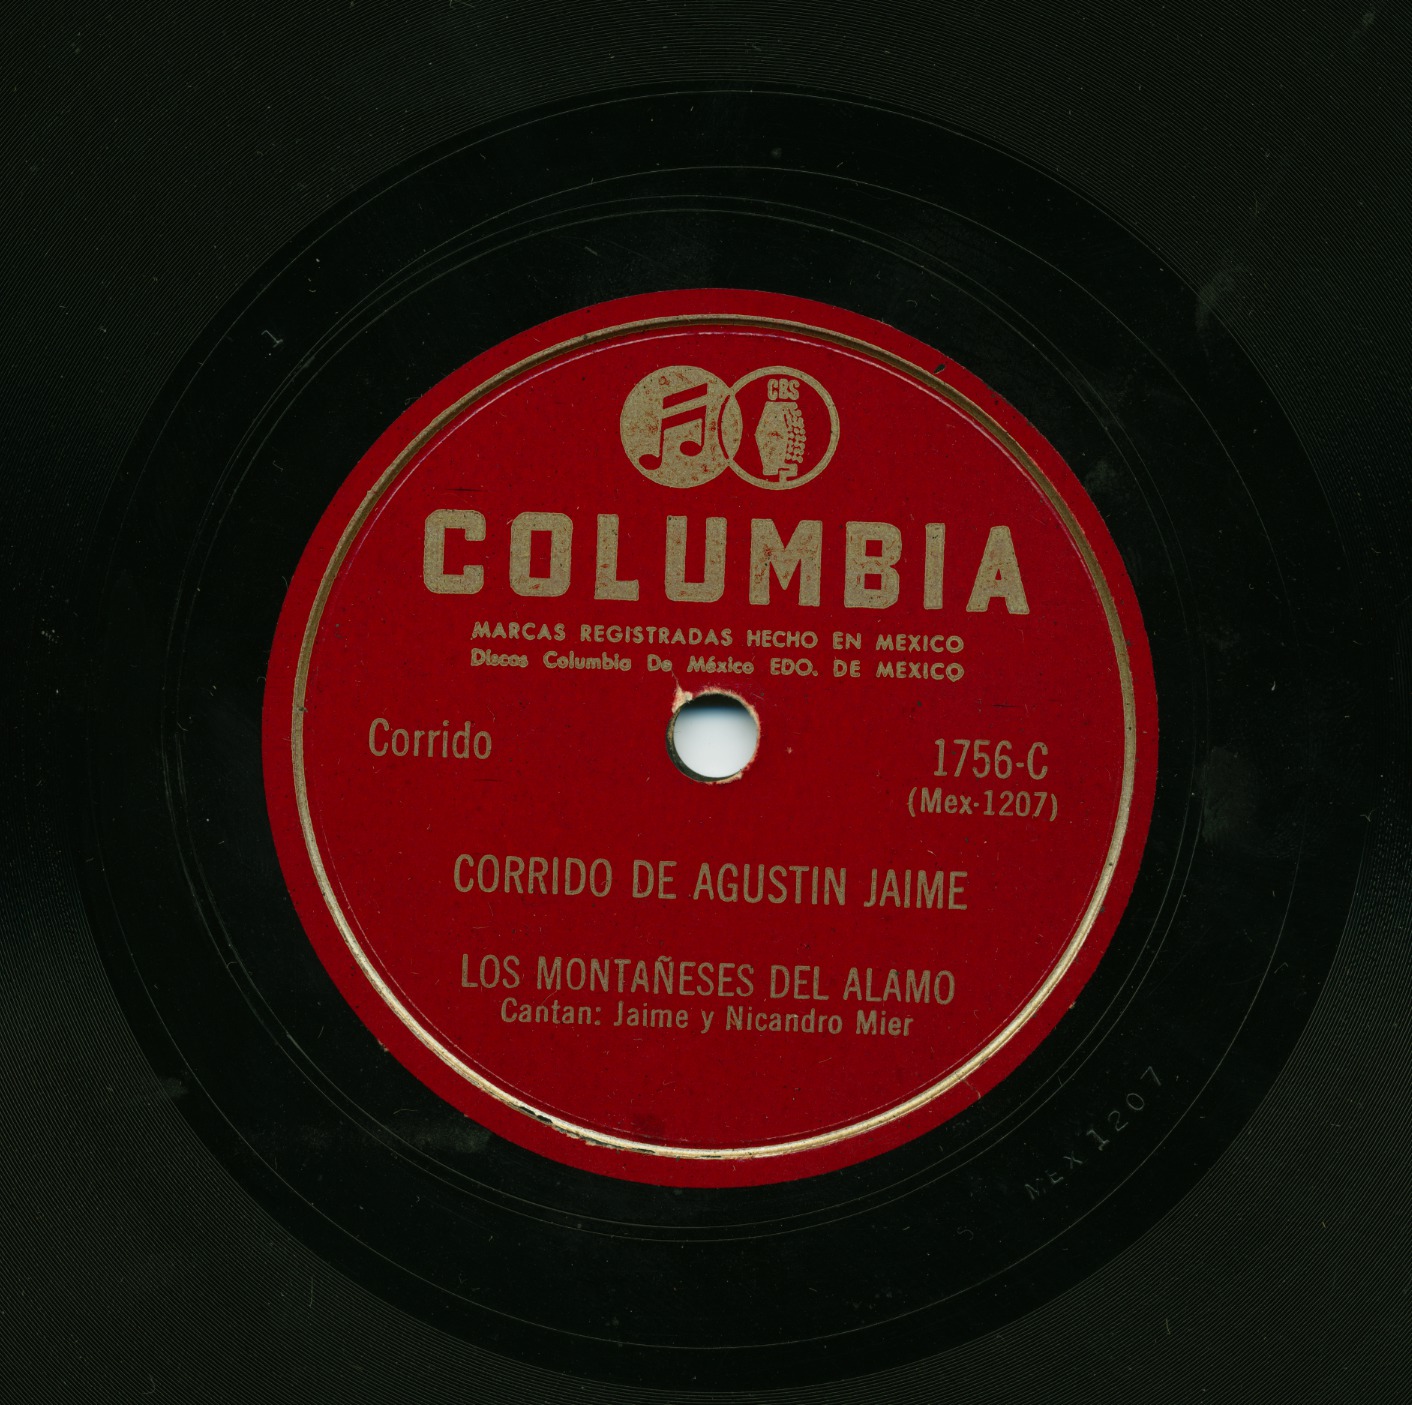 CBS
COLUMBIA
MARCAS REGISTRADAS HECHO EN MEXICO
Discos Columbia De México EDO. DE MEXICO
Corrido
1756-C
(Mex-1207)
CORRIDO DE AGUSTIN JAIME
LOS MONTAÑESES DEL ALAMO
Cantan: Jaime y Nicandro Mier
1
S MEX 1207